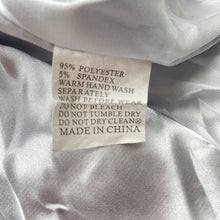 95% POLYESTER
5% SPANDEX
WARM HAND WASH
SEPARATELY
WASH BEFORE WEAR
DO NOT BLEACH
DO NOT TUMBLE DRY
DO NOT DRY CLEAN
MADE IN CHINA